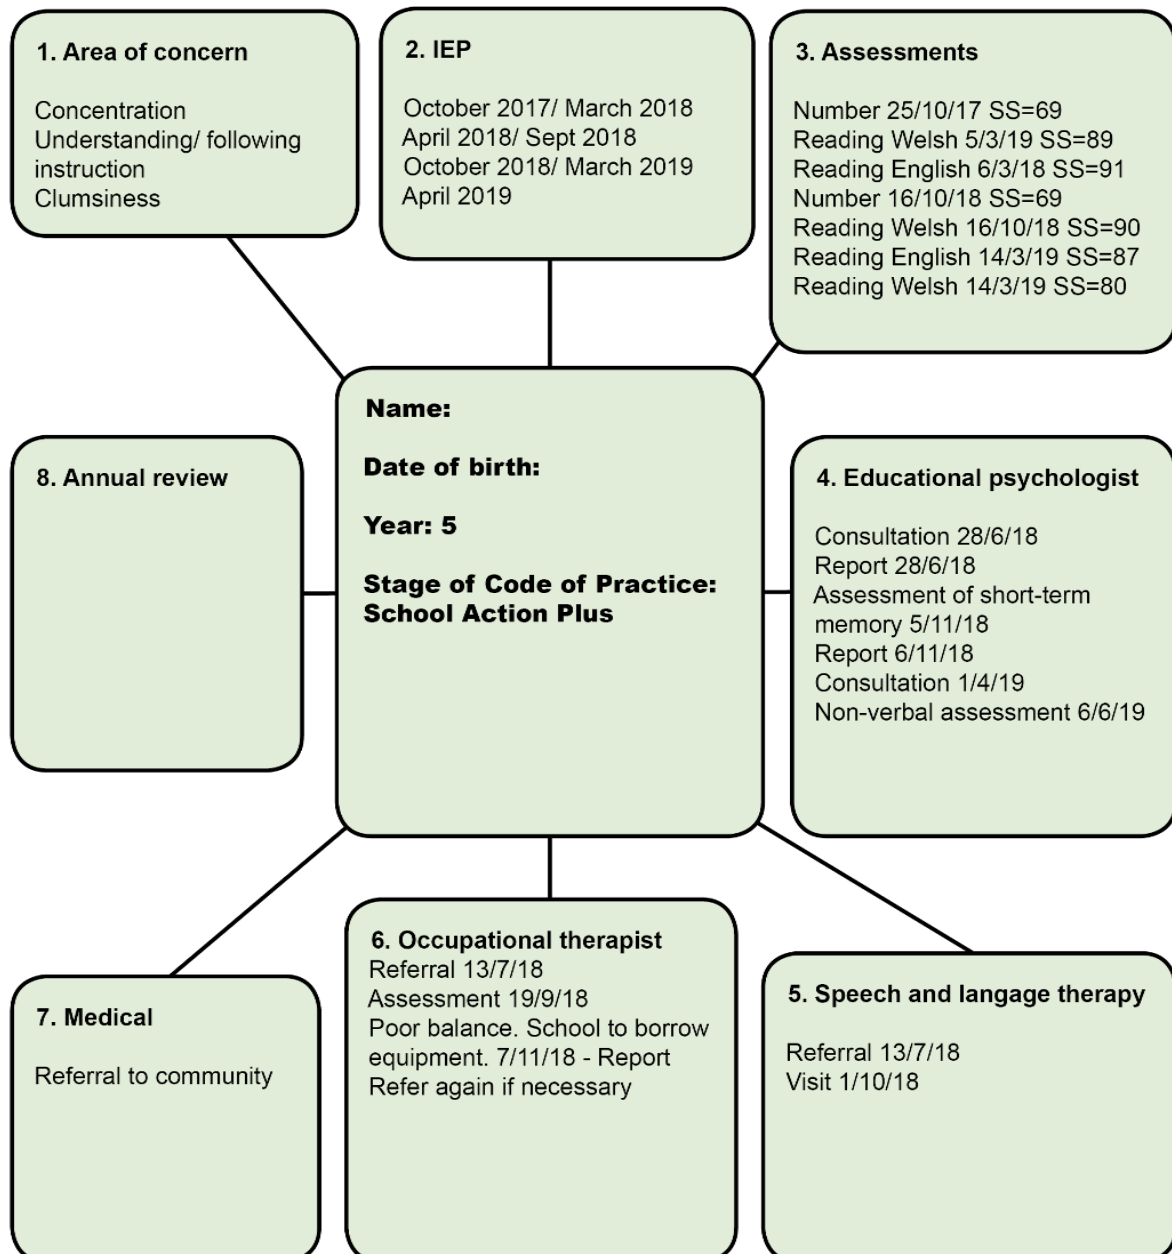 1. Area of concern
Concentration
Understanding/ following
instruction
Clumsiness
2. IEP
October 2017/ March 2018
April 2018/ Sept 2018
October 2018/ March 2019
April 2019
3. Assessments
Number 25/10/17 SS=69
Reading Welsh 5/3/19 SS=89
Reading English 6/3/18 SS=91
Number 16/10/18 SS=69
Reading Welsh 16/10/18 SS=90
Reading English 14/3/19 SS=87
Reading Welsh 14/3/19 SS=80
Name:
Date of birth:
Year: 5
Stage of Code of Practice:
School Action Plus
4. Educational psychologist
Consultation 28/6/18
Report 28/6/18
Assessment of short-term
memory 5/11/18
Report 6/11/18
Consultation 1/4/19
Non-verbal assessment 6/6/19
5. Speech and langage therapy
Referral 13/7/18
Visit 1/10/18
6. Occupational therapist
Referral 13/7/18
Assessment 19/9/18
Poor balance. School to borrow
equipment. 7/11/18 - Report
Refer again if necessary
7. Medical
Referral to community
8. Annual review